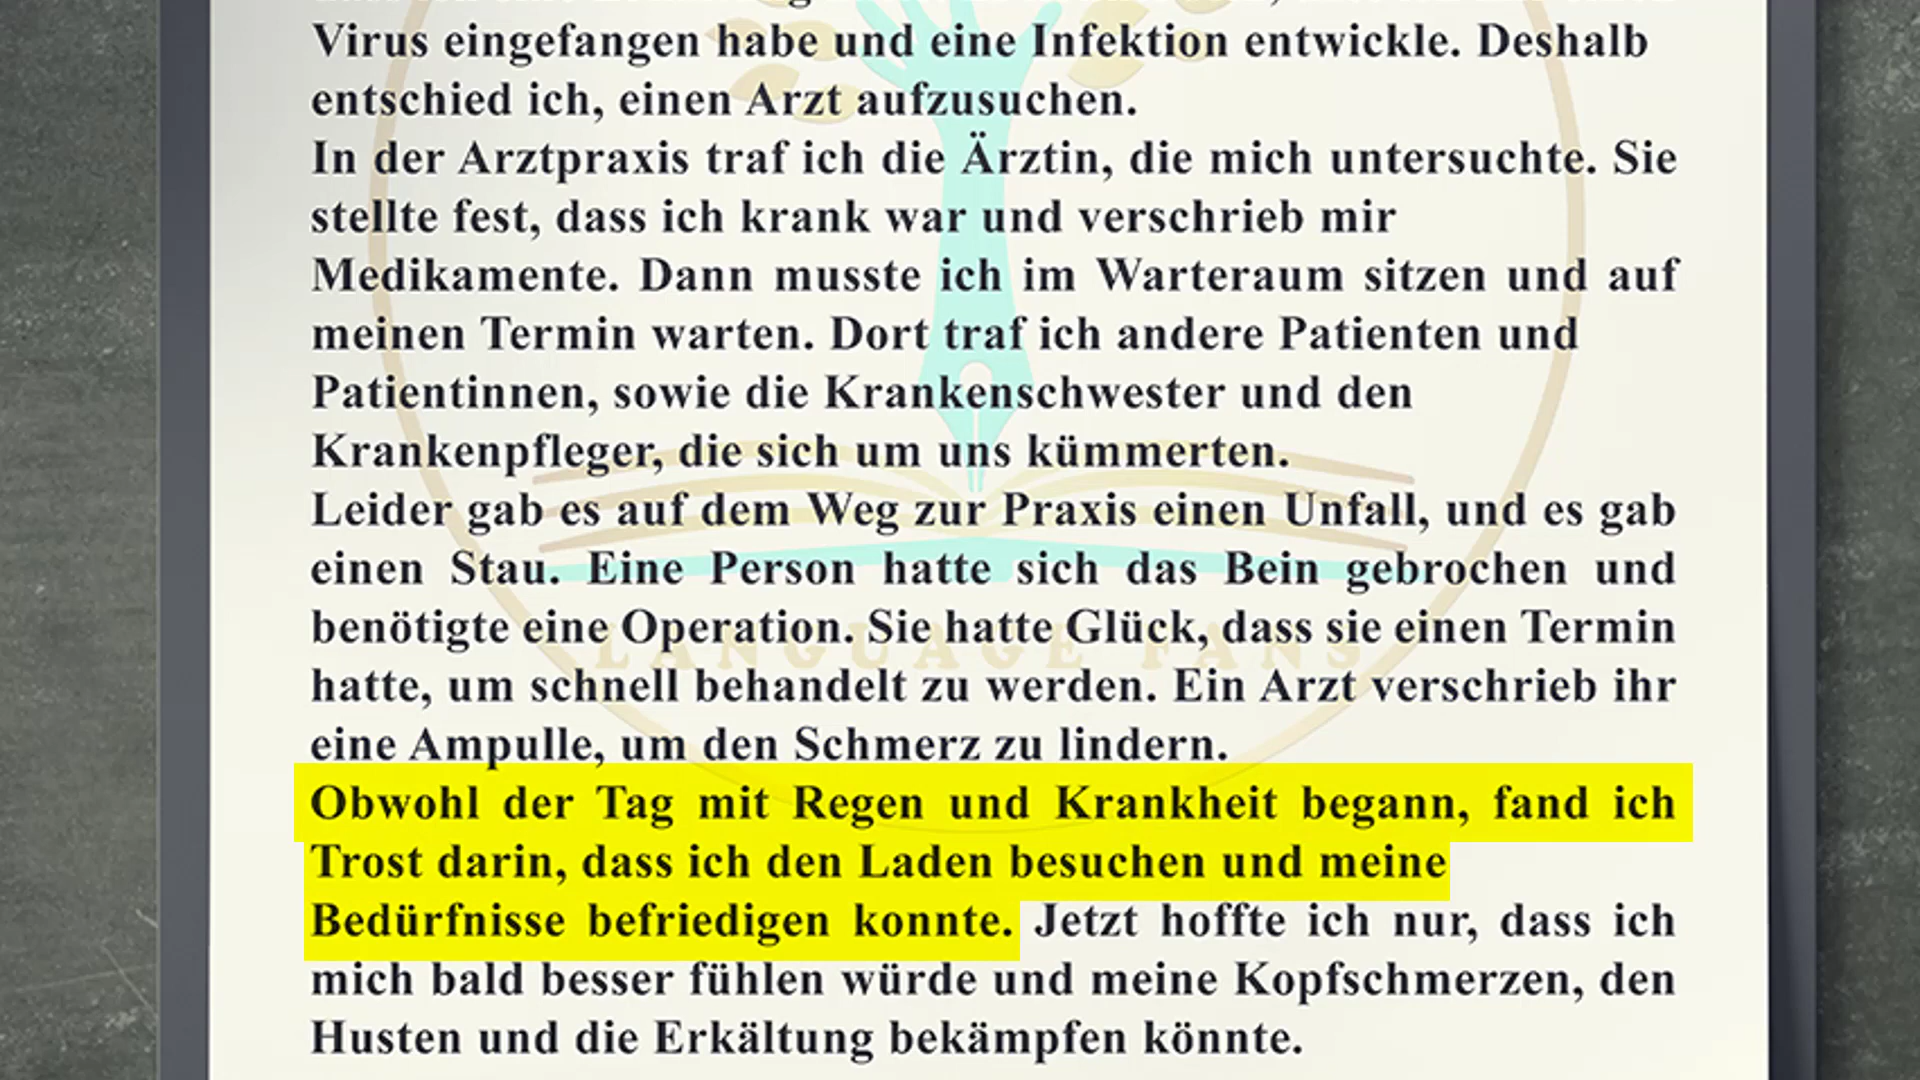 Virus eingefangen habe und eine Infektion entwickle. Deshalb
entschied ich, einen Arzt aufzusuchen.
In der Arztpraxis traf ich die Ärztin, die mich untersuchte. Sie
stellte fest, dass ich krank war und verschrieb mir
Medikamente. Dann musste ich im Warteraum sitzen und auf
meinen Termin warten. Dort traf ich andere Patienten und
Patientinnen, sowie die Krankenschwester und den
Krankenpfleger, die sich um uns kümmerten.
Leider gab es auf dem Weg zur Praxis einen Unfall, und es gab
einen Stau. Eine Person hatte sich das Bein gebrochen und
benötigte eine Operation. Sie hatte Glück, dass sie einen Termin
LANGUAGE FANS
hatte, um schnell behandelt zu werden. Ein Arzt verschrieb ihr
eine Ampulle, um den Schmerz zu lindern.
Obwohl der Tag mit Regen und Krankheit begann, fand ich
Trost darin, dass ich den Laden besuchen und meine
Bedürfnisse befriedigen konnte. Jetzt hoffte ich nur, dass ich
mich bald besser fühlen würde und meine Kopfschmerzen, den
Husten und die Erkältung bekämpfen könnte.